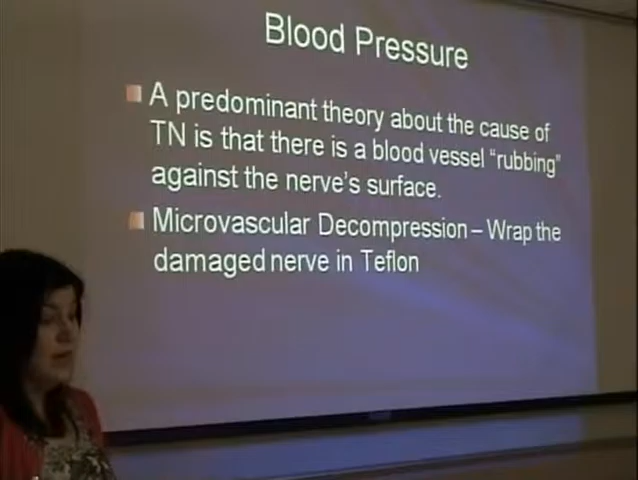 Blood Pressure
A predominant theory about the cause of
TN is that there is a blood vessel "rubbing"
against the nerve's surface.
Microvascular Decompression – Wrap the
damaged nerve in Teflon